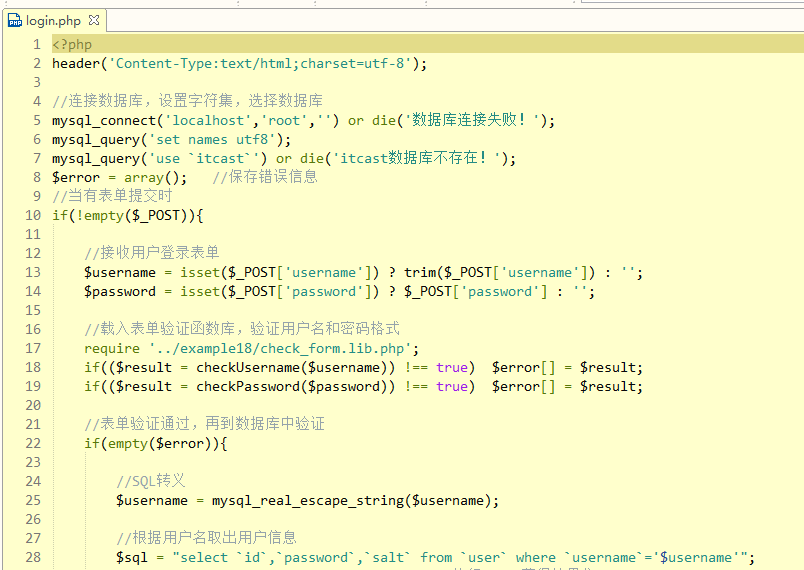 login.php
1 <?php
2 header('Content-Type:text/html;charset=utf-8');
3
4 //连接数据库，设置字符集，选择数据库
5 mysql_connect('localhost','root','') or die('数据库连接失败！');
6 mysql_query('set names utf8');
7 mysql_query('use `itcast`') or die('itcast数据库不存在！');
8 $error = array(); //保存错误信息
9 //当有表单提交时
10 if(!empty($_POST)){
11
12 //接收用户登录表单
13 $username = isset($_POST['username']) ? trim($_POST['username']) : '';
14 $password = isset($_POST['password']) ? $_POST['password'] : '';
15
16 //载入表单验证函数库，验证用户名和密码格式
17 require '../example18/check_form.lib.php';
18 if(($result = checkUsername($username)) !== true) $error[] = $result;
19 if(($result = checkPassword($password)) !== true) $error[] = $result;
20
21 //表单验证通过，再到数据库中验证
22 if(empty($error)){
23
24 //SQL转义
25 $username = mysql_real_escape_string($username);
26
27 //根据用户名取出用户信息
28 $sql = "select `id`,`password`,`salt` from `user` where `username`='$username'";